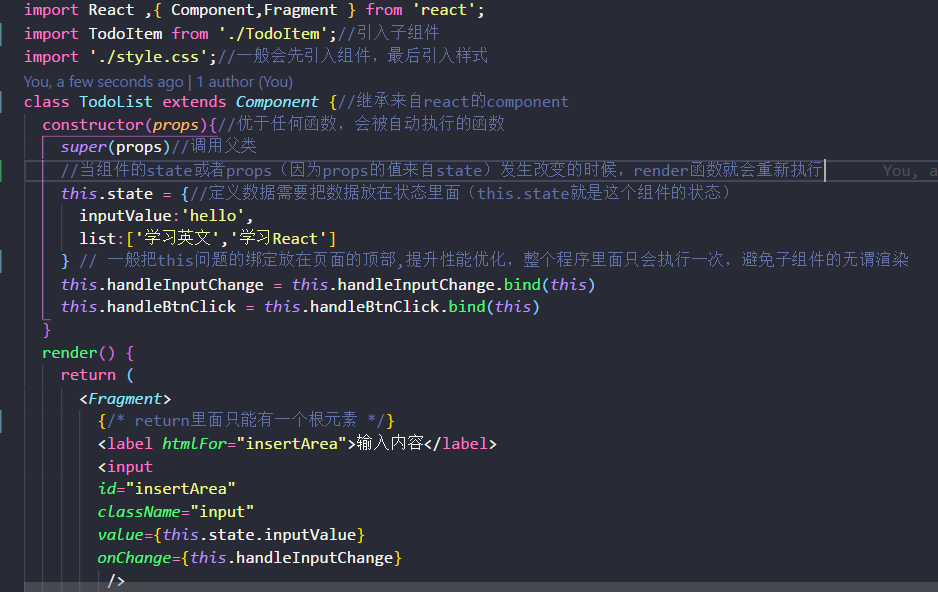 import React ,{ Component,Fragment } from 'react';
import TodoItem from './TodoItem';//引入子组件
import './style.css';//一般会先引入组件，最后引入样式
You, a few seconds ago | 1 author (You)
class TodoList extends Component {//继承来自react的component
constructor(props){//优于任何函数，会被自动执行的函数
super(props)//调用父类
//当组件的state或者props（因为props的值来自state）发生改变的时候，render函数就会重新执行 You, a
this.state = {//定义数据需要把数据放在状态里面（this.state就是这个组件的状态）
inputValue:'hello',
list:['学习英文','学习React']
} // 一般把this问题的绑定放在页面的顶部,提升性能优化，整个程序里面只会执行一次，避免子组件的无谓渲染
this.handleInputChange = this.handleInputChange.bind(this)
this.handleBtnClick = this.handleBtnClick.bind(this)
}
render() {
return (
<Fragment>
{/* return里面只能有一个根元素 */}
<label htmlFor="insertArea">输入内容</label>
<input
id="insertArea"
className="input"
value={this.state.inputValue}
onChange={this.handleInputChange}
/>